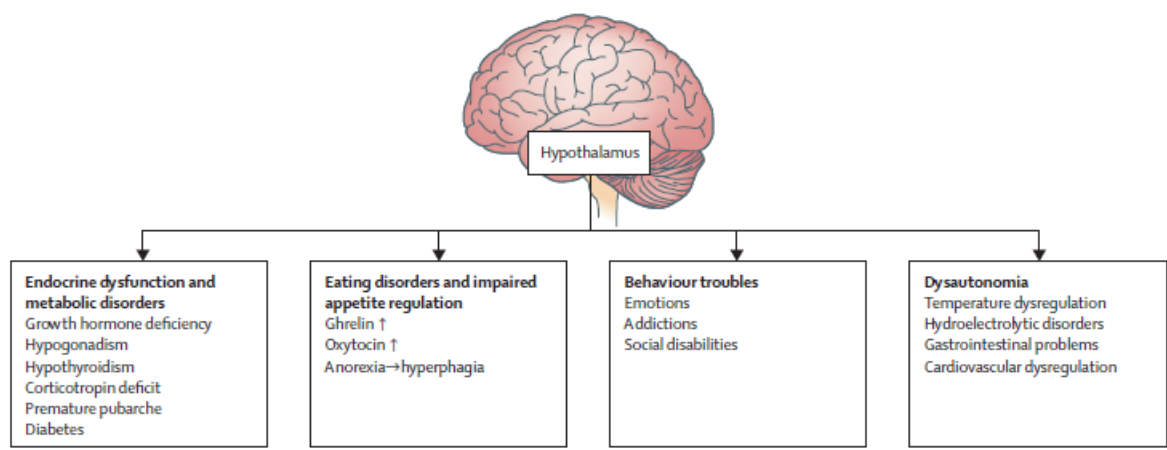 Hypothalamus
Endocrine dysfunction and
metabolic disorders
Growth hormone deficiency
Hypogonadism
Hypothyroidism
Corticotropin deficit
Premature pubarche
Diabetes
Eating disorders and impaired
appetite regulation
Ghrelin ↑
Oxytocin ↑
Anorexia→hyperphagia
Behaviour troubles
Emotions
Addictions
Social disabilities
Dysautonomia
Temperature dysregulation
Hydroelectrolytic disorders
Gastrointestinal problems
Cardiovascular dysregulation